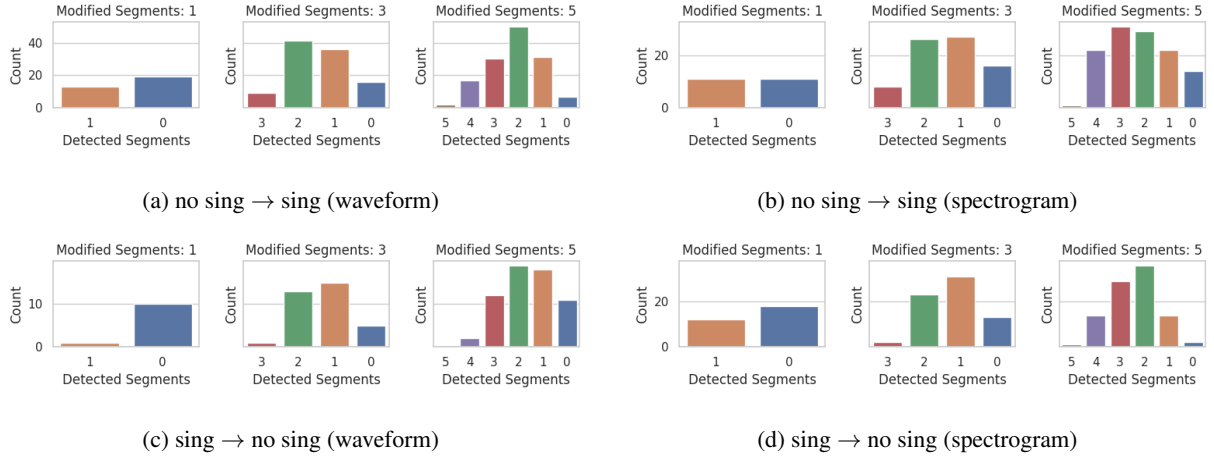 Modified Segments: 1
Modified Segments: 3
Modified Segments: 5
Count
40
20
0
1 0
Detected Segments
Count
3 2 1 0
Detected Segments
Count
5 4 3 2 1 0
Detected Segments
(a) no sing → sing (waveform)
Modified Segments: 1
Modified Segments: 3
Modified Segments: 5
Count
20
0
1 0
Detected Segments
Count
3 2 1 0
Detected Segments
Count
5 4 3 2 1 0
Detected Segments
(b) no sing → sing (spectrogram)
Modified Segments: 1
Modified Segments: 3
Modified Segments: 5
Count
10
0
1 0
Detected Segments
Count
3 2 1 0
Detected Segments
Count
5 4 3 2 1 0
Detected Segments
(c) sing → no sing (waveform)
Modified Segments: 1
Modified Segments: 3
Modified Segments: 5
Count
20
0
1 0
Detected Segments
Count
3 2 1 0
Detected Segments
Count
5 4 3 2 1 0
Detected Segments
(d) sing → no sing (spectrogram)